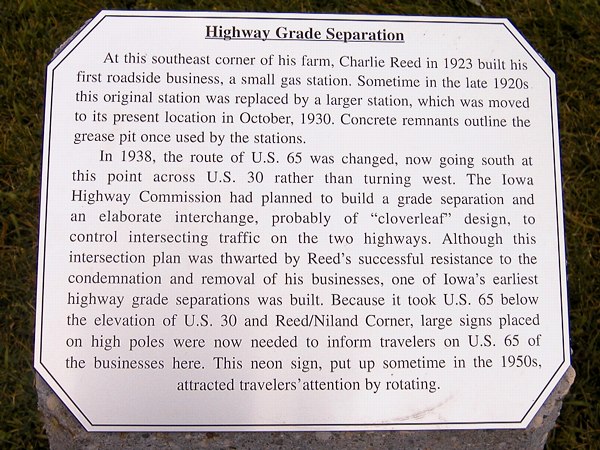 Highway Grade Separation
At this southeast corner of his farm, Charlie Reed in 1923 built his
first roadside business, a small gas station. Sometime in the late 1920s
this original station was replaced by a larger station, which was moved
to its present location in October, 1930. Concrete remnants outline the
grease pit once used by the stations.
In 1938, the route of U.S. 65 was changed, now going south at
this point across U.S. 30 rather than turning west. The Iowa
Highway Commission had planned to build a grade separation and
an elaborate interchange, probably of “cloverleaf” design, to
control intersecting traffic on the two highways. Although this
intersection plan was thwarted by Reed’s successful resistance to the
condemnation and removal of his businesses, one of Iowa’s earliest
highway grade separations was built. Because it took U.S. 65 below
the elevation of U.S. 30 and Reed/Niland Corner, large signs placed
on high poles were now needed to inform travelers on U.S. 65 of
the businesses here. This neon sign, put up sometime in the 1950s,
attracted travelers’ attention by rotating.